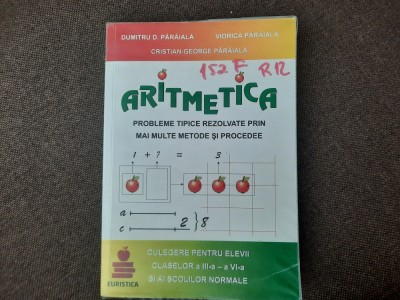 DUMITRU D. PĂRĂIALA VIORICA PĂRĂIALA
CRISTIAN-GEORGE PĂRĂIALA
152 F RR
ARITMETICA
PROBLEME TIPICE REZOLVATE PRIN
MAI MULTE METODE ȘI PROCEDEE
1 + ? = 3
a
c
2 } 8
CULEGERE PENTRU ELEVII
CLASELOR a III-a – a VI-a
ȘI AI ȘCOLILOR NORMALE
EURISTICA